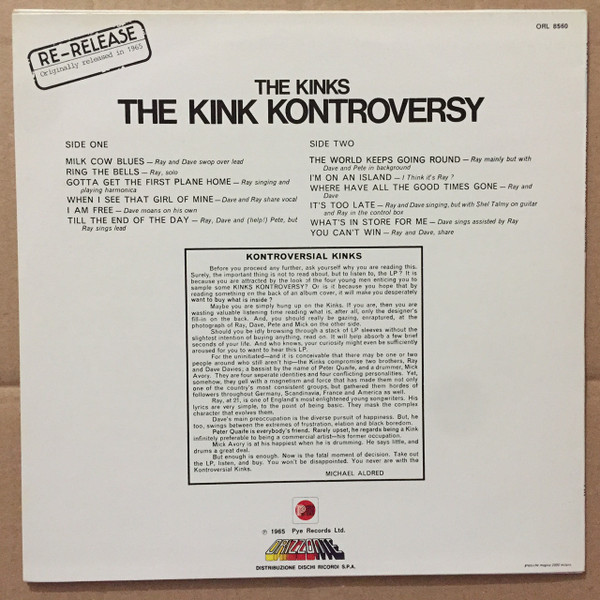 RE-RELEASE
Originally released in 1965
ORL 8560
THE KINKS
THE KINK KONTROVERSY
SIDE ONE
MILK COW BLUES — Ray and Dave swop over lead
RING THE BELLS — Ray, solo
GOTTA GET THE FIRST PLANE HOME — Ray singing and
playing harmonica
WHEN I SEE THAT GIRL OF MINE — Dave and Ray share vocal
I AM FREE — Dave moans on his own
TILL THE END OF THE DAY — Ray, Dave and (help!) Pete, but
Ray sings lead
SIDE TWO
THE WORLD KEEPS GOING ROUND — Ray mainly but with
Dave and Pete in background
I'M ON AN ISLAND — I Think it's Ray ?
WHERE HAVE ALL THE GOOD TIMES GONE — Ray and
Dave
IT'S TOO LATE — Ray and Dave singing, but with Shel Talmy on guitar
and Ray in the control box
WHAT'S IN STORE FOR ME — Dave sings assisted by Ray
YOU CAN'T WIN — Ray and Dave, share
KONTROVERSIAL KINKS
Before you proceed any further, ask yourself why you are reading this.
Surely, the important thing is not to read about, but to listen to, the LP ? It is
because you are attracted by the look of the four young men enticing you to
sample some KINKS KONTROVERSY? Or is it because you hope that by
reading something on the back of an album cover, it will make you desperately
want to buy what is inside ?
Maybe you are simply hung up on the Kinks. If you are, then you are
wasting valuable listening time reading what is, after all, only the designer's
fill-in on the back. And, you should really be gazing, enraptured, at the
photograph of Ray, Dave, Pete and Mick on the other side.
Should you be idly browsing through a stack of LP sleeves without the
slightest intention of buying anything, read on. It will help absorb a few brief
seconds of your life. And who knows, your curiosity might even be sufficiently
aroused for you to want to hear this LP.
For the uninitiated—and it is conceivable that there may be one or two
people around who still aren't hip—the Kinks compromise two brothers, Ray
and Dave Davies; a bassist by the name of Peter Quaife, and a drummer, Mick
Avory. They are four seperate identities and four conflicting personalities. Yet,
somehow, they gell with a magnetism and force that has made them not only
one of the country's most consistent groups, but gathered them hordes of
followers throughout Germany, Scandinavia, France and America as well.
Ray, at 21, is one of England's most enlightened young songwriters. His
lyrics are very simple, to the point of being basic. They mask the complex
character that evolves them.
Dave's main preoccupation is the diverse pursuit of happiness. But, he
too, swings between the extremes of frustration, elation and black boredom.
Peter Quaife is everybody's friend. Rarely upset, he regards being a Kink
infinitely preferable to being a commercial artist—his former occupation.
Mick Avory is at his happiest when he is drumming. He says little, and
drums a great deal.
But enough is enough. Now is the fatal moment of decision. Take out
the LP, listen, and buy. You won't be disappointed. You never are with the
Kontroversial Kinks.
MICHAEL ALDRED
℗ 1965 Pye Records Ltd.
DISTRIBUZIONE DISCHI RICORDI S.P.A.